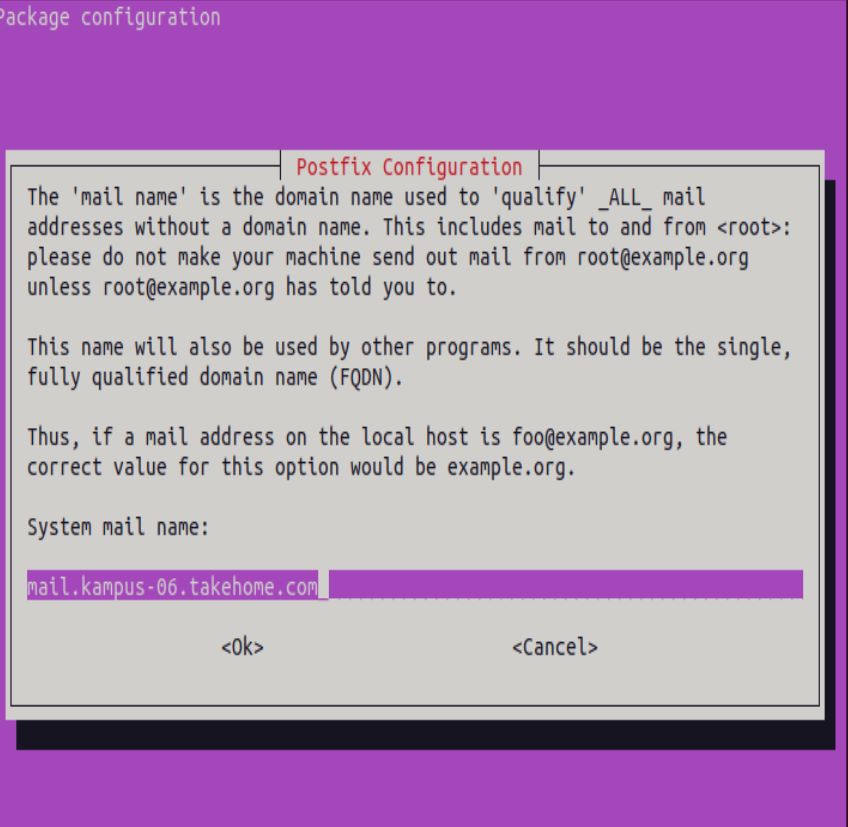 Package configuration
Postfix Configuration
The 'mail name' is the domain name used to 'qualify' _ALL_ mail
addresses without a domain name. This includes mail to and from <root>:
please do not make your machine send out mail from root@example.org
unless root@example.org has told you to.
This name will also be used by other programs. It should be the single,
fully qualified domain name (FQDN).
Thus, if a mail address on the local host is foo@example.org, the
correct value for this option would be example.org.
System mail name:
mail.kampus-06.takehome.com
<Ok> <Cancel>